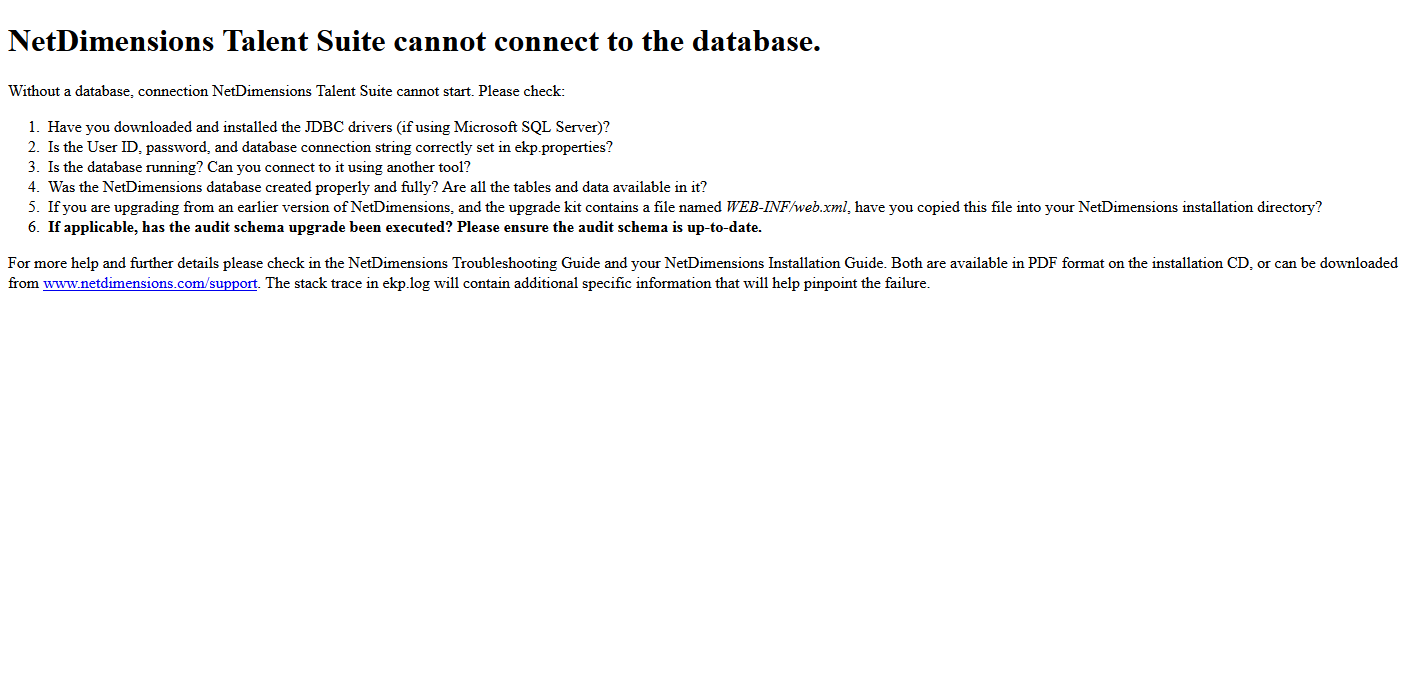 NetDimensions Talent Suite cannot connect to the database.
Without a database, connection NetDimensions Talent Suite cannot start. Please check:
1. Have you downloaded and installed the JDBC drivers (if using Microsoft SQL Server)?
2. Is the User ID, password, and database connection string correctly set in ekp.properties?
3. Is the database running? Can you connect to it using another tool?
4. Was the NetDimensions database created properly and fully? Are all the tables and data available in it?
5. If you are upgrading from an earlier version of NetDimensions, and the upgrade kit contains a file named WEB-INF/web.xml, have you copied this file into your NetDimensions installation directory?
6. If applicable, has the audit schema upgrade been executed? Please ensure the audit schema is up-to-date.
For more help and further details please check in the NetDimensions Troubleshooting Guide and your NetDimensions Installation Guide. Both are available in PDF format on the installation CD, or can be downloaded
from www.netdimensions.com/support. The stack trace in ekp.log will contain additional specific information that will help pinpoint the failure.